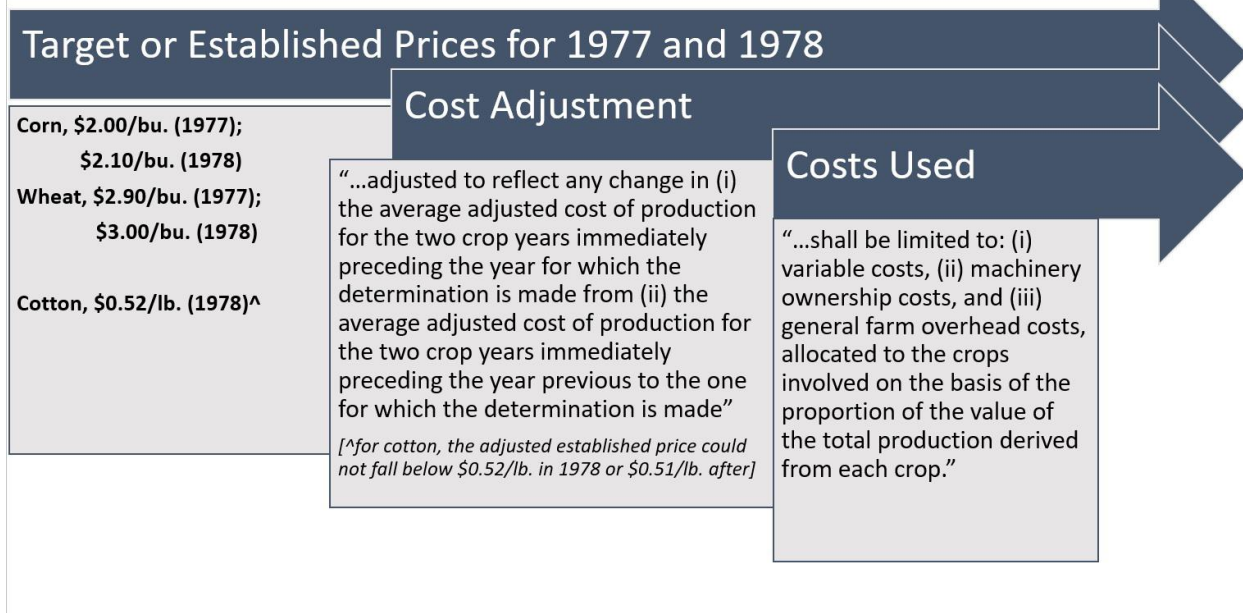 Target or Established Prices for 1977 and 1978
Corn, $2.00/bu. (1977);
$2.10/bu. (1978)
Wheat, $2.90/bu. (1977);
$3.00/bu. (1978)
Cotton, $0.52/lb. (1978)^
Cost Adjustment
“...adjusted to reflect any change in (i)
the average adjusted cost of production
for the two crop years immediately
preceding the year for which the
determination is made from (ii) the
average adjusted cost of production for
the two crop years immediately
preceding the year previous to the one
for which the determination is made”
[^for cotton, the adjusted established price could
not fall below $0.52/lb. in 1978 or $0.51/lb. after]
Costs Used
“...shall be limited to: (i)
variable costs, (ii) machinery
ownership costs, and (iii)
general farm overhead costs,
allocated to the crops
involved on the basis of the
proportion of the value of
the total production derived
from each crop.”